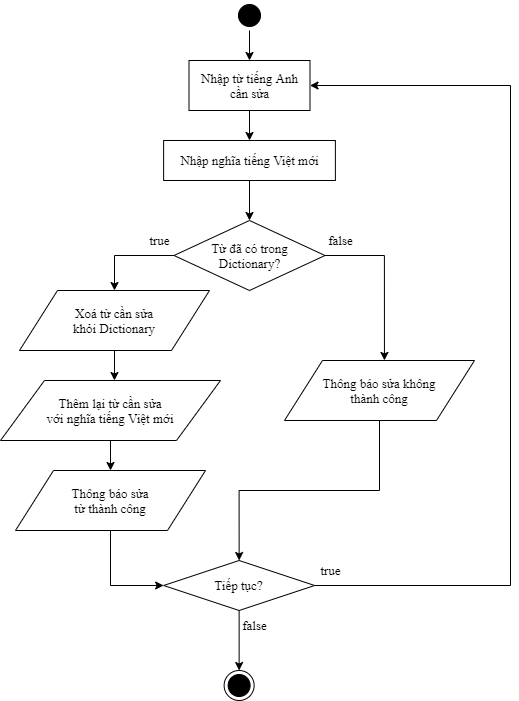 Nhập từ tiếng Anh
cần sửa
Nhập nghĩa tiếng Việt mới
true
Từ đã có trong
Dictionary?
false
Xoá từ cần sửa
khỏi Dictionary
Thông báo sửa không
thành công
Thêm lại từ cần sửa
với nghĩa tiếng Việt mới
Thông báo sửa
từ thành công
Tiếp tục?
true
false